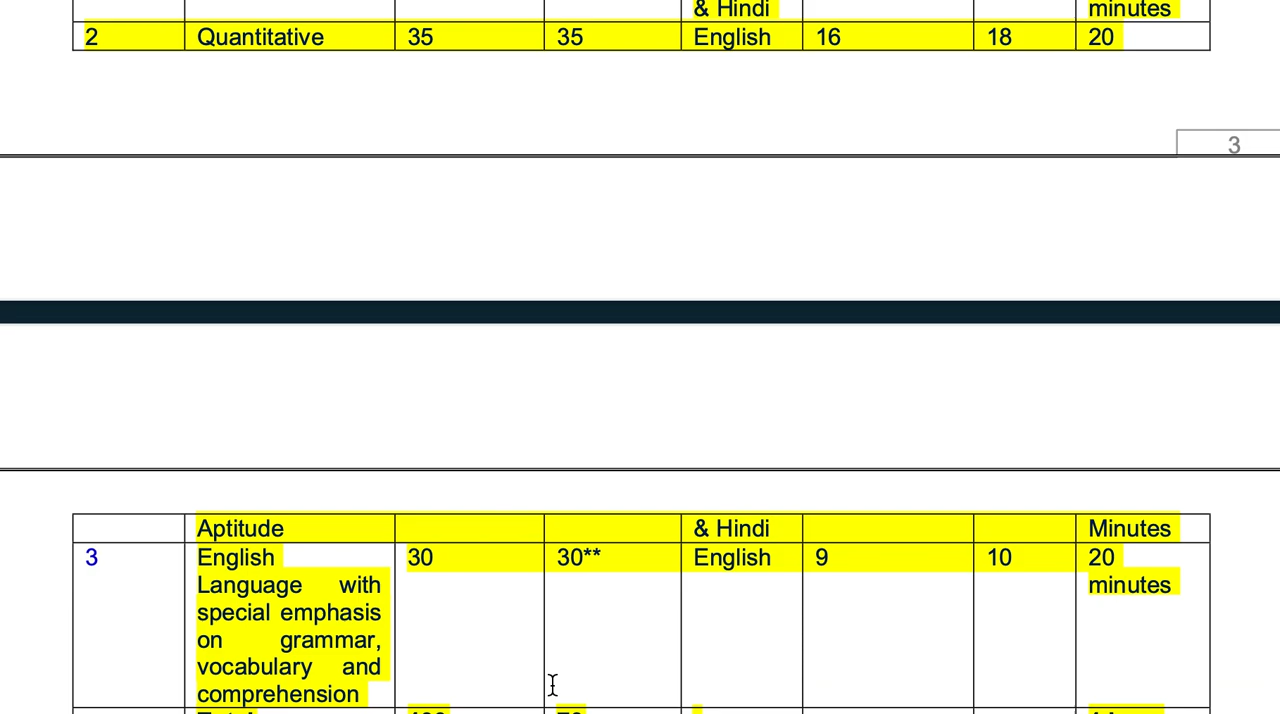 & Hindi minutes
2 Quantitative 35 35 English 16 18 20
3
Aptitude & Hindi Minutes
3 English 30 30** English 9 10 20
Language with minutes
special emphasis
on grammar,
vocabulary and
comprehension